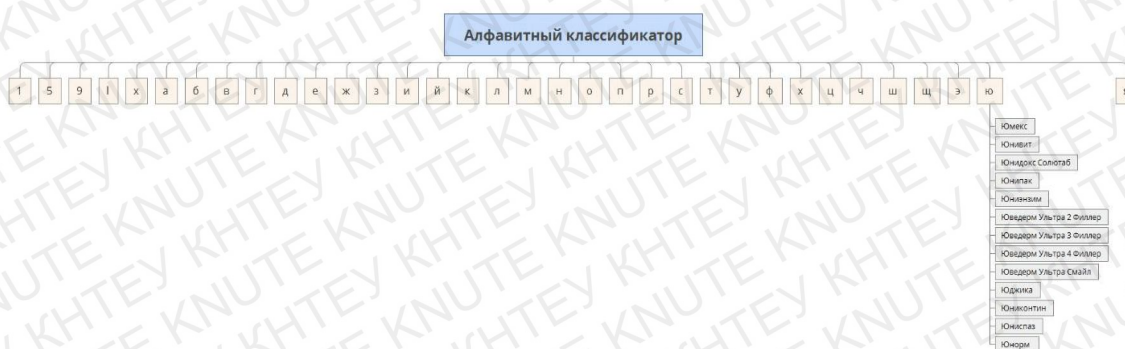 Алфавитный классификатор
1 5 9 l x а б в г д е ж з и й к л м н о п р с т у ф х ц ч ш щ э ю
Юмекс
Юнивит
Юнидокс Солютаб
Юнипак
Юниэнзим
Юведерм Ультра 2 Филлер
Юведерм Ультра 3 Филлер
Юведерм Ультра 4 Филлер
Юведерм Ультра Смайл
Юджика
Юниконтин
Юниспаз
Юнорм